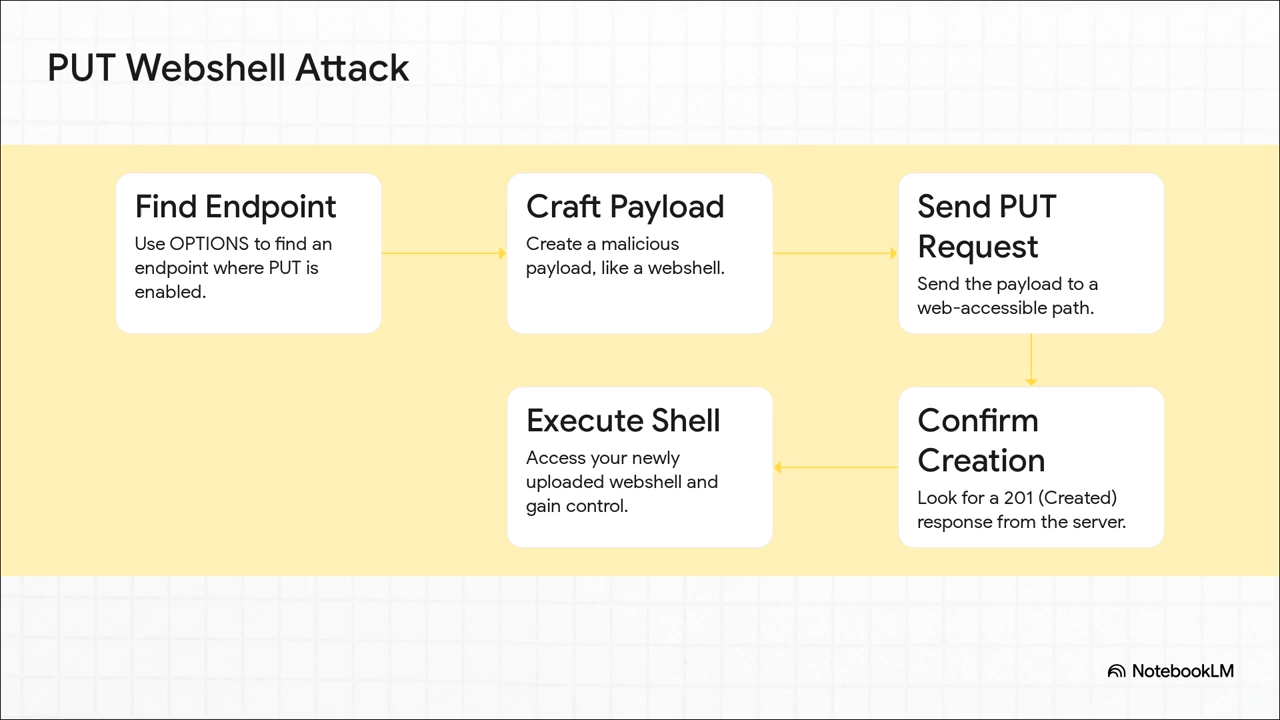 PUT Webshell Attack
Find Endpoint
Use OPTIONS to find an
endpoint where PUT is
enabled.
Craft Payload
Create a malicious
payload, like a webshell.
Send PUT
Request
Send the payload to a
web-accessible path.
Confirm
Creation
Look for a 201 (Created)
response from the server.
Execute Shell
Access your newly
uploaded webshell and
gain control.
NotebookLM